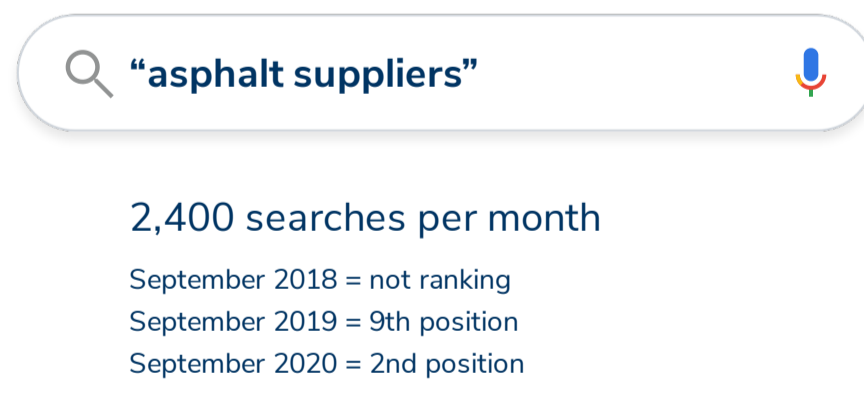 “asphalt suppliers”
2,400 searches per month
September 2018 = not ranking
September 2019 = 9th position
September 2020 = 2nd position